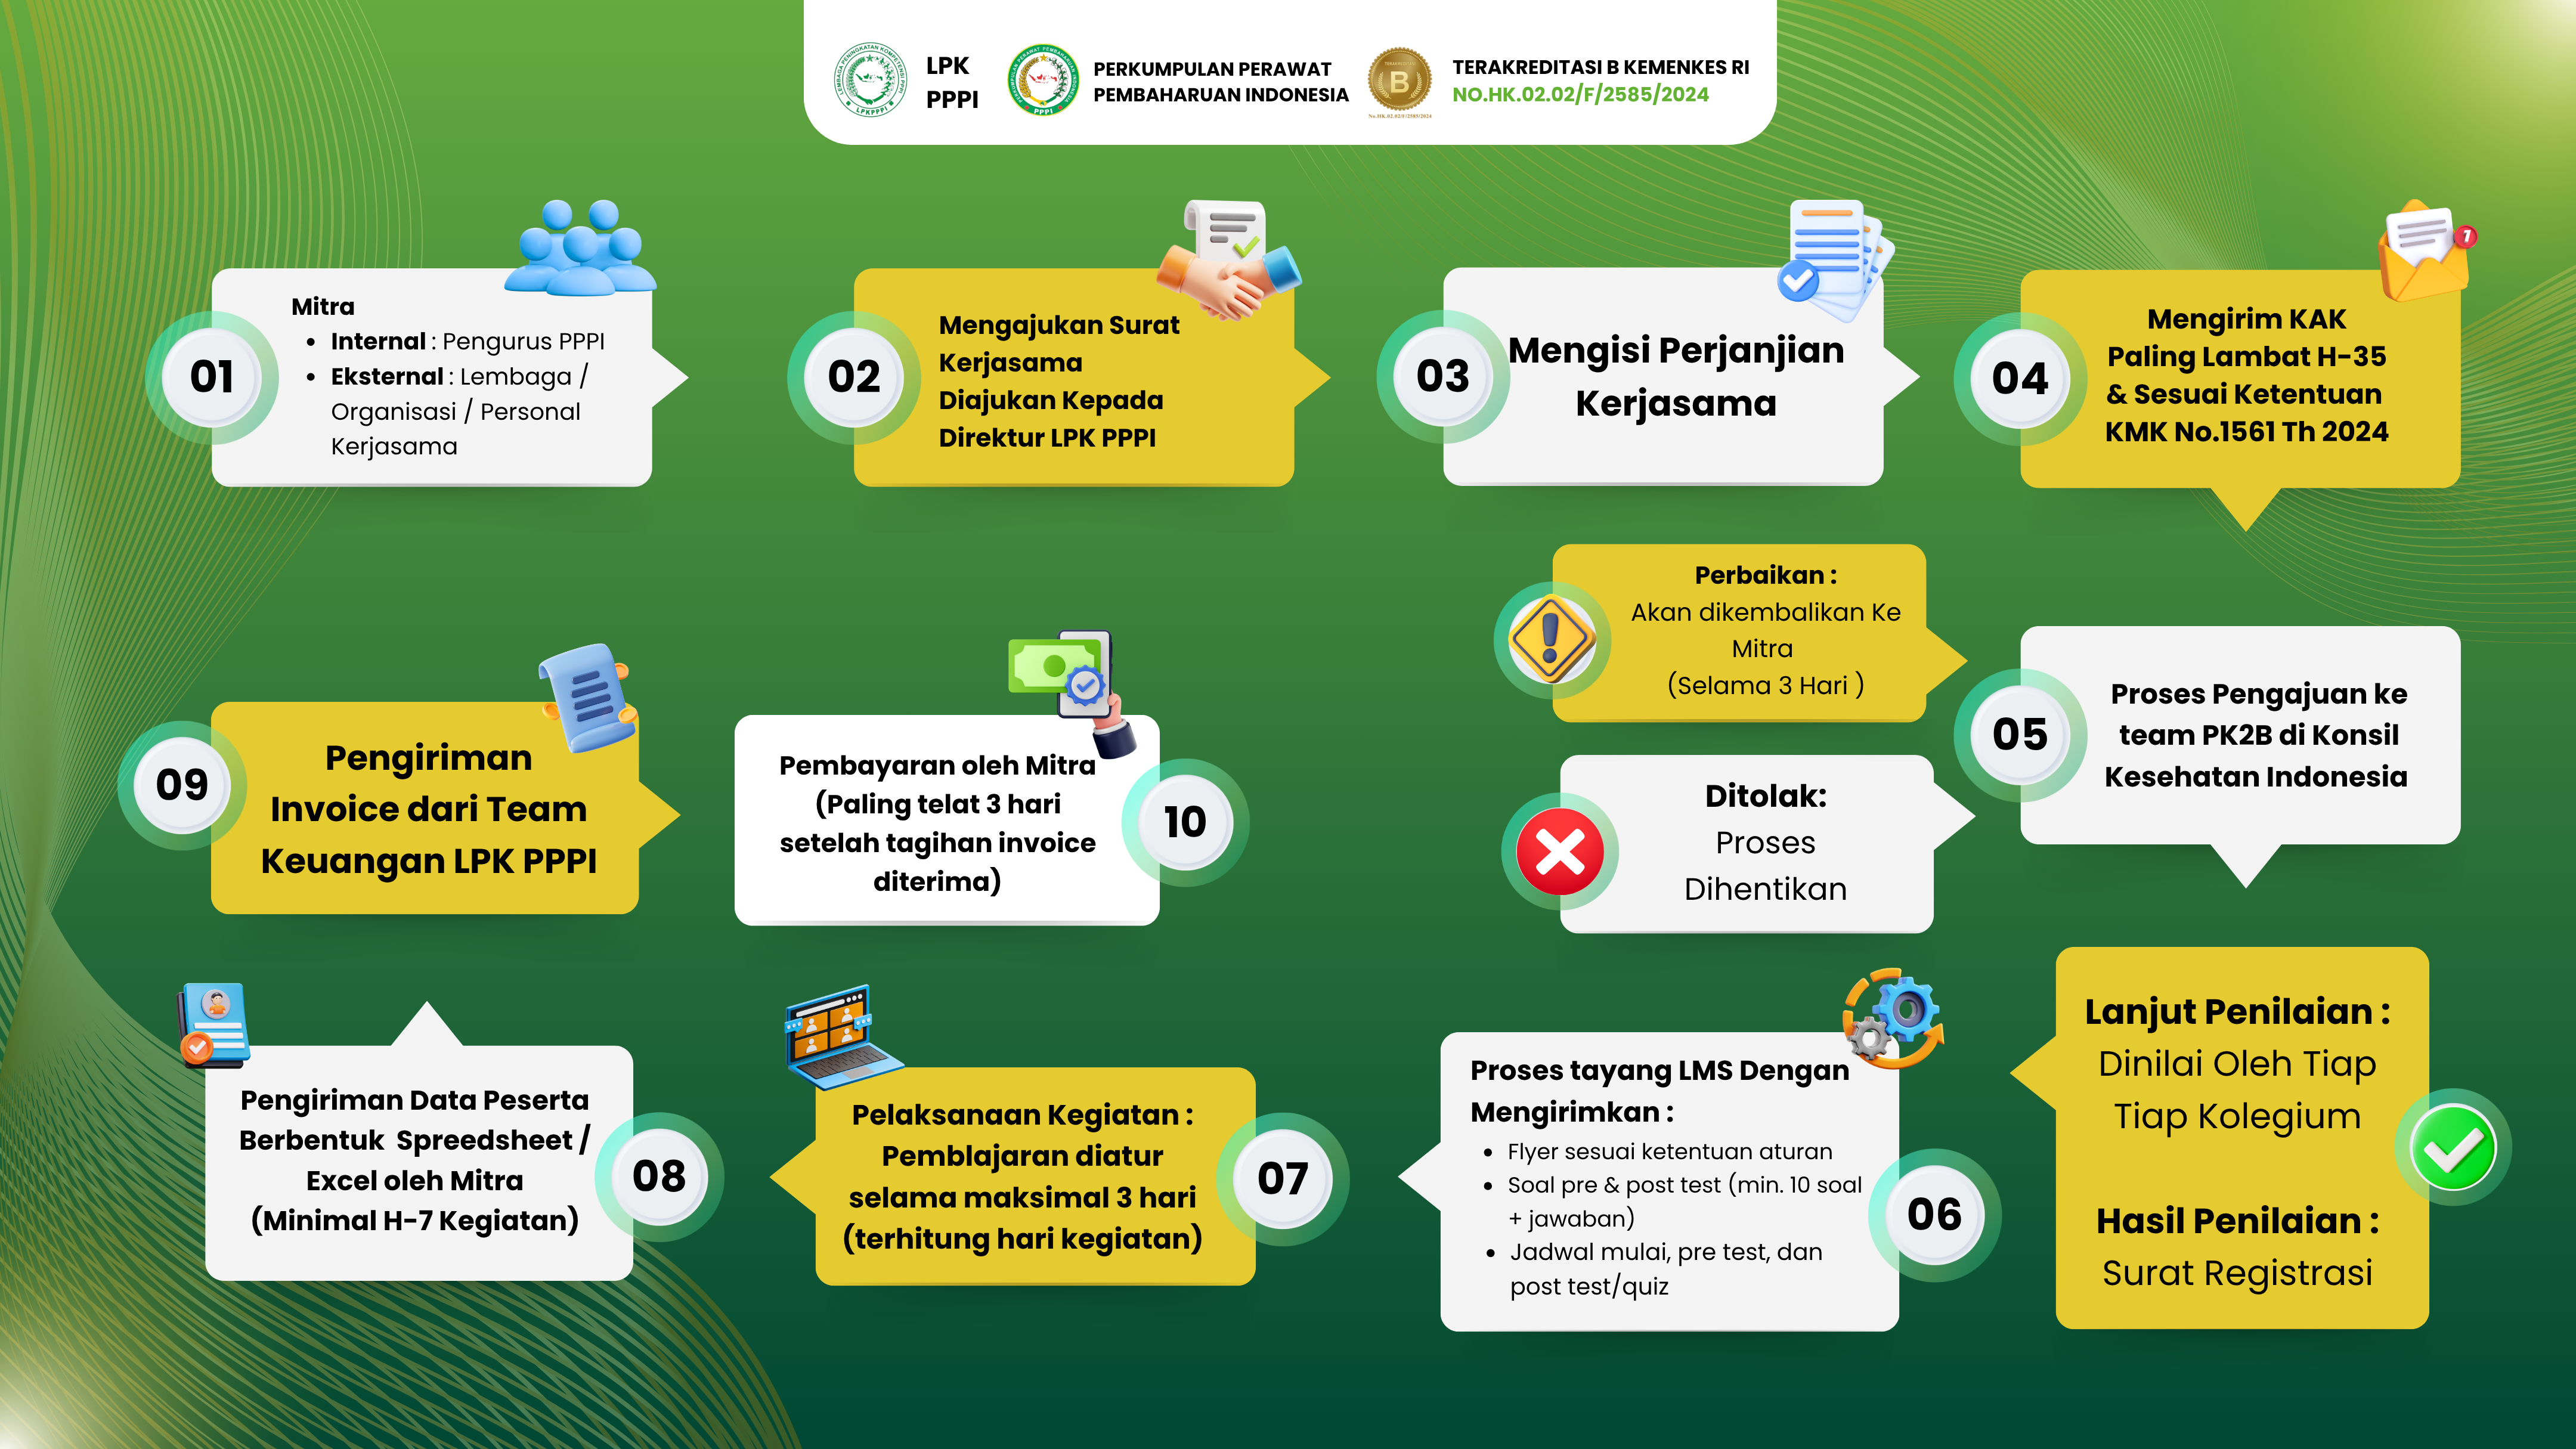 LPK
PPPI
PERKUMPULAN PERAWAT
PEMBAHARUAN INDONESIA
B
No.HK.02.02/F/2585/2024
TERAKREDITASI B KEMENKES RI
NO.HK.02.02/F/2585/2024
01
Mitra
• Internal : Pengurus PPPI
• Eksternal : Lembaga /
Organisasi / Personal
Kerjasama
02
Mengajukan Surat
Kerjasama
Diajukan Kepada
Direktur LPK PPPI
03
Mengisi Perjanjian
Kerjasama
04
Mengirim KAK
Paling Lambat H-35
& Sesuai Ketentuan
KMK No.1561 Th 2024
1
Perbaikan :
Akan dikembalikan Ke
Mitra
(Selama 3 Hari )
05
Proses Pengajuan ke
team PK2B di Konsil
Kesehatan Indonesia
Ditolak:
Proses
Dihentikan
Lanjut Penilaian :
Dinilai Oleh Tiap
Tiap Kolegium
Hasil Penilaian :
Surat Registrasi
Proses tayang LMS Dengan
Mengirimkan :
• Flyer sesuai ketentuan aturan
• Soal pre & post test (min. 10 soal
+ jawaban)
• Jadwal mulai, pre test, dan
post test/quiz
06
Pelaksanaan Kegiatan :
Pemblajaran diatur
selama maksimal 3 hari
(terhitung hari kegiatan)
07
Pengiriman Data Peserta
Berbentuk Spreedsheet /
Excel oleh Mitra
(Minimal H-7 Kegiatan)
08
09
Pengiriman
Invoice dari Team
Keuangan LPK PPPI
Pembayaran oleh Mitra
(Paling telat 3 hari
setelah tagihan invoice
diterima)
10